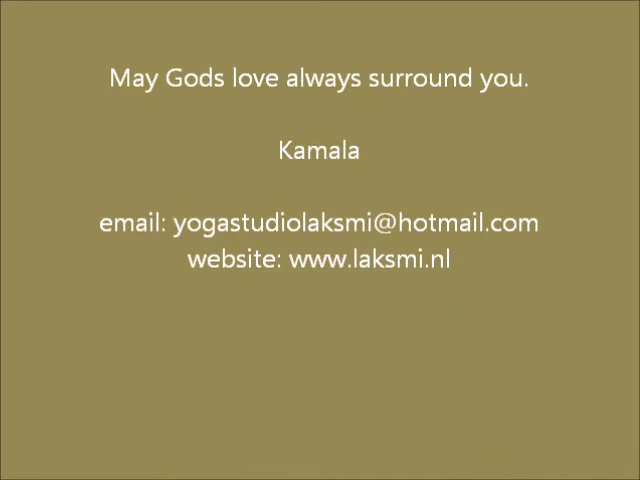 May Gods love always surround you.
Kamala
email: yogastudiolaksmi@hotmail.com
website: www.laksmi.nl